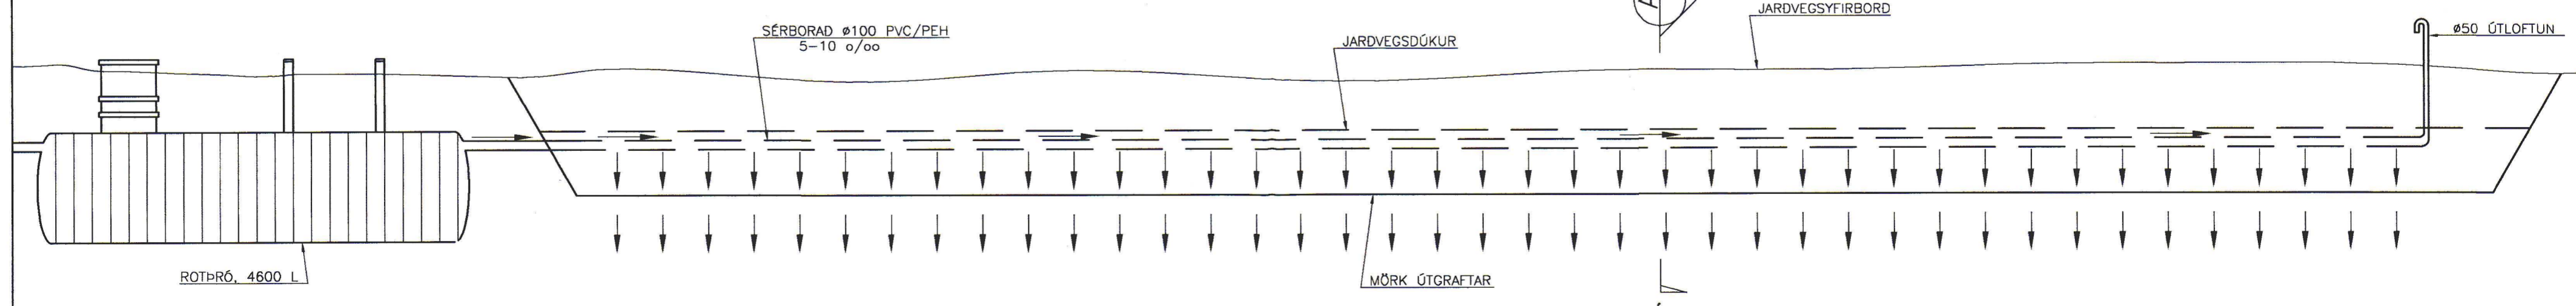 JARDVEGSYFIRBORD
SÉRBORAD ø100 PVC/PEH
5-10 o/oo
JARDVEGSDÚKUR
ø50 ÚTLOFTUN
ROTÞRÓ, 4600 L
MÖRK ÚTGRAFTAR